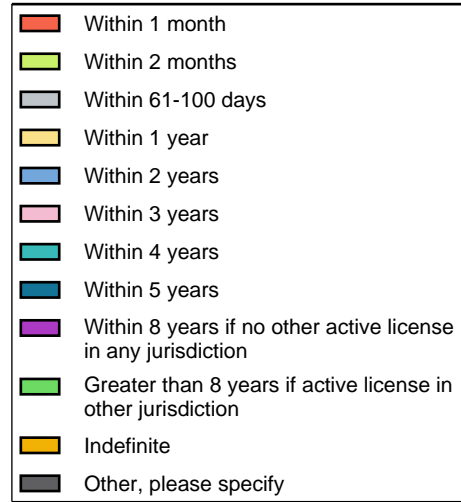 Within 1 month
Within 2 months
Within 61-100 days
Within 1 year
Within 2 years
Within 3 years
Within 4 years
Within 5 years
Within 8 years if no other active license
in any jurisdiction
Greater than 8 years if active license in
other jurisdiction
Indefinite
Other, please specify